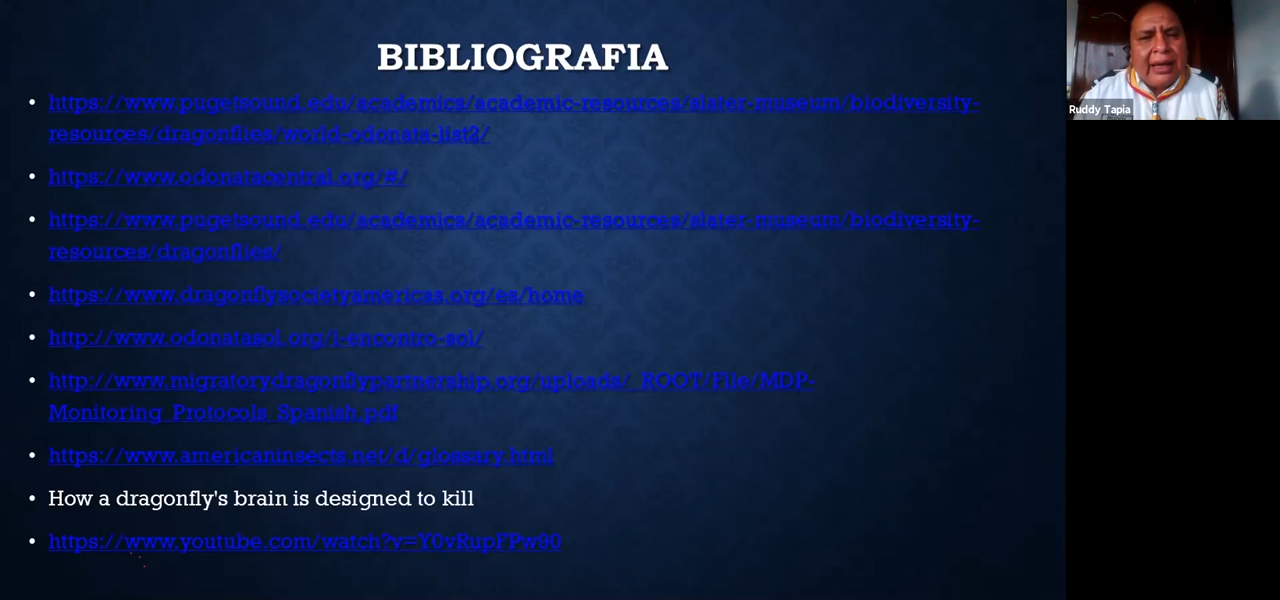 BIBLIOGRAFIA
• https://www.pugetsound.edu/academics/academic-resources/slater-museum/biodiversity-
resources/dragonflies/world-odonata-list2/
• https://www.odonatacentral.org/#/
• https://www.pugetsound.edu/academics/academic-resources/slater-museum/biodiversity-
resources/dragonflies/
• https://www.dragonflysocietyamericas.org/es/home
• http://www.odonatasol.org/i-encontro-sol/
• http://www.migratorydragonflypartnership.org/uploads/_ROOT/File/MDP-
Monitoring_Protocols_Spanish.pdf
• https://www.americaninsects.net/d/glossary.html
• How a dragonfly's brain is designed to kill
• https://www.youtube.com/watch?v=Y0vRupFPw90
Ruddy Tapia